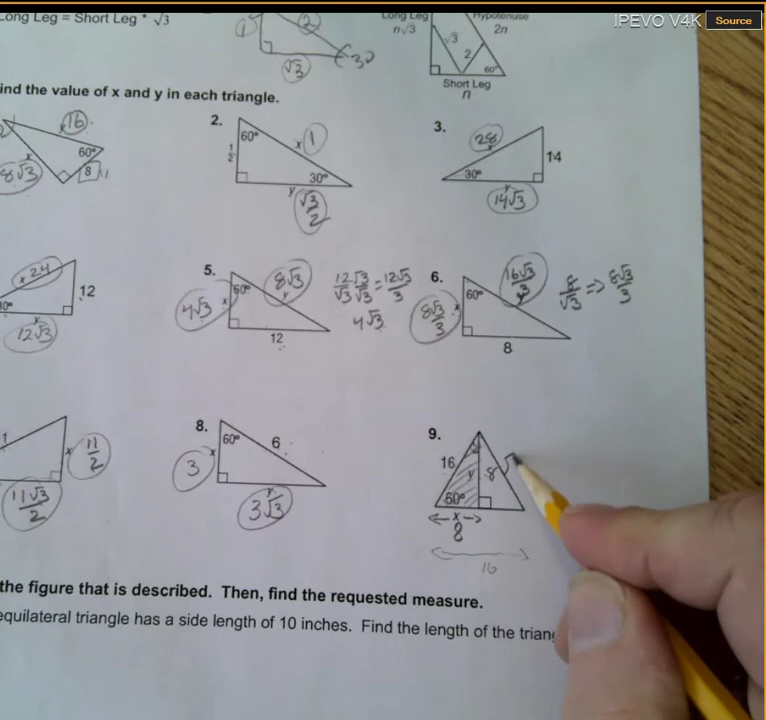 Long Leg = Short Leg * √3
1
2
√3
Long Leg
n√3
Hypotenuse
2n
√3
2
60°
Short Leg
n
IPEVO V4K
Source
ind the value of x and y in each triangle.
16
x
60°
8√3
8
2.
60°
1/2
x
1
30°
y
√3/2
3.
28
x
14
30°
y
14√3
x 24
12
y
12√3
5.
60°
8√3
4√3
x
y
12
12√3/√3√3 = 12√3/3
4√3
6.
60°
16√3/3
y
8√3/3
x
8
8/√3 => 8√3/3
11/2
x
11√3/2
8.
60°
6
3
x
y
3√3
9.
16
y
8√
60°
x
8
16
the figure that is described. Then, find the requested measure.
equilateral triangle has a side length of 10 inches. Find the length of the